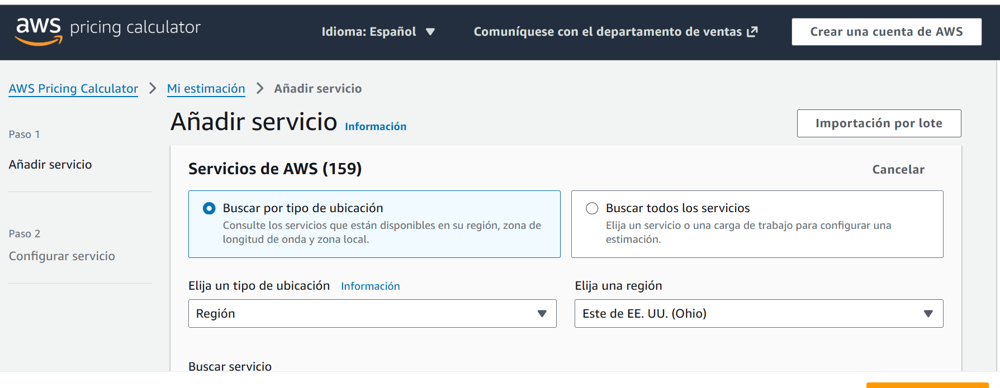 aws pricing calculator
Idioma: Español
Comuníquese con el departamento de ventas
Crear una cuenta de AWS
AWS Pricing Calculator
Mi estimación
Añadir servicio
Paso 1
Añadir servicio
Paso 2
Configurar servicio
Añadir servicio Información
Importación por lote
Servicios de AWS (159)
Cancelar
Buscar por tipo de ubicación
Consulte los servicios que están disponibles en su región, zona de
longitud de onda y zona local.
Buscar todos los servicios
Elija un servicio o una carga de trabajo para configurar una
estimación.
Elija un tipo de ubicación Información
Región
Elija una región
Este de EE. UU. (Ohio)
Buscar servicio